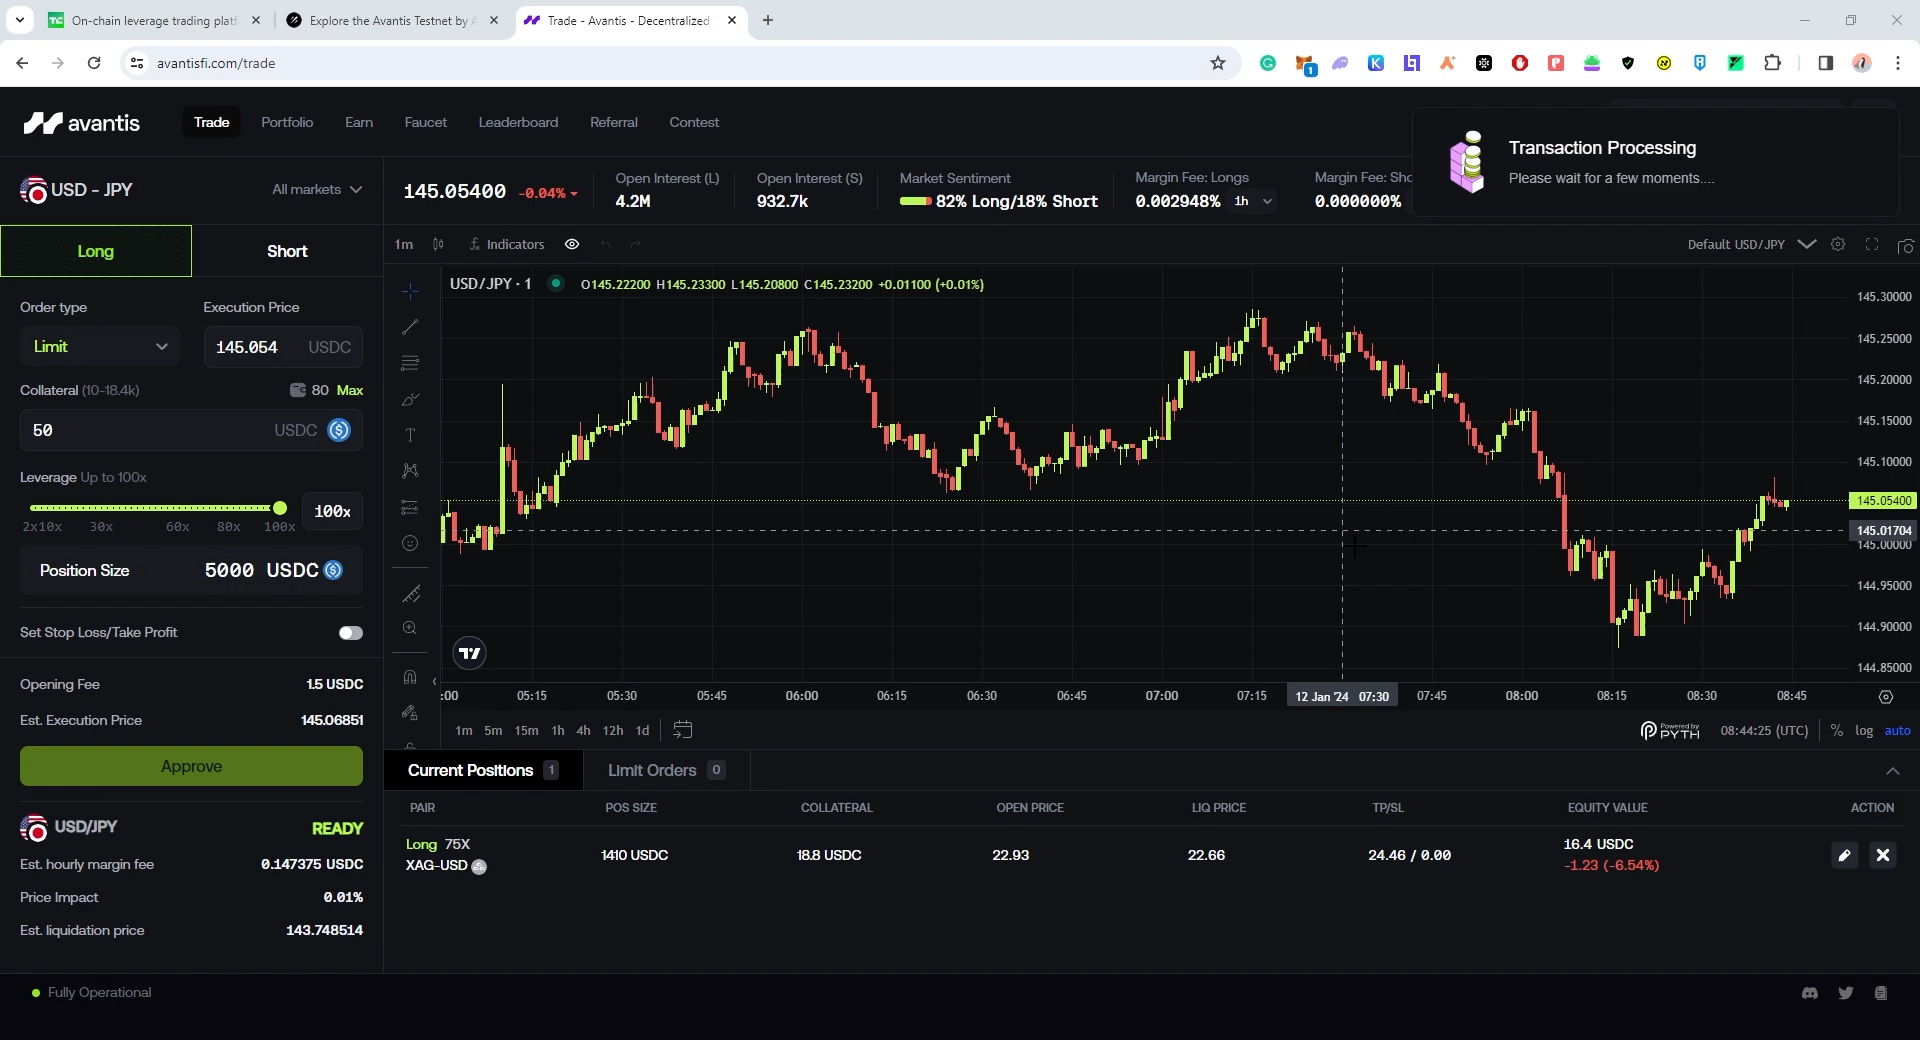 On-chain leverage trading platf
Explore the Avantis Testnet by A
Trade - Avantis - Decentralized
avantisfi.com/trade
1
avantis
Trade
Portfolio
Earn
Faucet
Leaderboard
Referral
Contest
Transaction Processing
Please wait for a few moments....
USD - JPY
All markets
145.05400 -0.04%
Open Interest (L)
4.2M
Open Interest (S)
932.7k
Market Sentiment
82% Long/18% Short
Margin Fee: Longs
0.002948% 1h
Margin Fee: Sho
0.000000%
Long
Short
1m
Indicators
Default USD/JPY
USD/JPY · 1
O145.22200 H145.23300 L145.20800 C145.23200 +0.01100 (+0.01%)
Order type
Execution Price
Limit
145.054 USDC
Collateral (10-18.4k)
80 Max
50 USDC
Leverage Up to 100x
100x
2x10x 30x 60x 80x 100x
Position Size 5000 USDC
Set Stop Loss/Take Profit
Opening Fee 1.5 USDC
Est. Execution Price 145.06851
Approve
USD/JPY READY
Est. hourly margin fee 0.147375 USDC
Price Impact 0.01%
Est. liquidation price 143.748514
145.30000
145.25000
145.20000
145.15000
145.10000
145.05400
145.01704
145.00000
144.95000
144.90000
144.85000
:00 05:15 05:30 05:45 06:00 06:15 06:30 06:45 07:00 07:15 12 Jan '24 07:30 07:45 08:00 08:15 08:30 08:45
1m 5m 15m 1h 4h 12h 1d
Powered by
PYTH
08:44:25 (UTC)
% log auto
Current Positions 1
Limit Orders 0
PAIR POS SIZE COLLATERAL OPEN PRICE LIQ PRICE TP/SL EQUITY VALUE ACTION
Long 75X
XAG-USD
1410 USDC
18.8 USDC
22.93
22.66
24.46 / 0.00
16.4 USDC
-1.23 (-6.54%)
Fully Operational